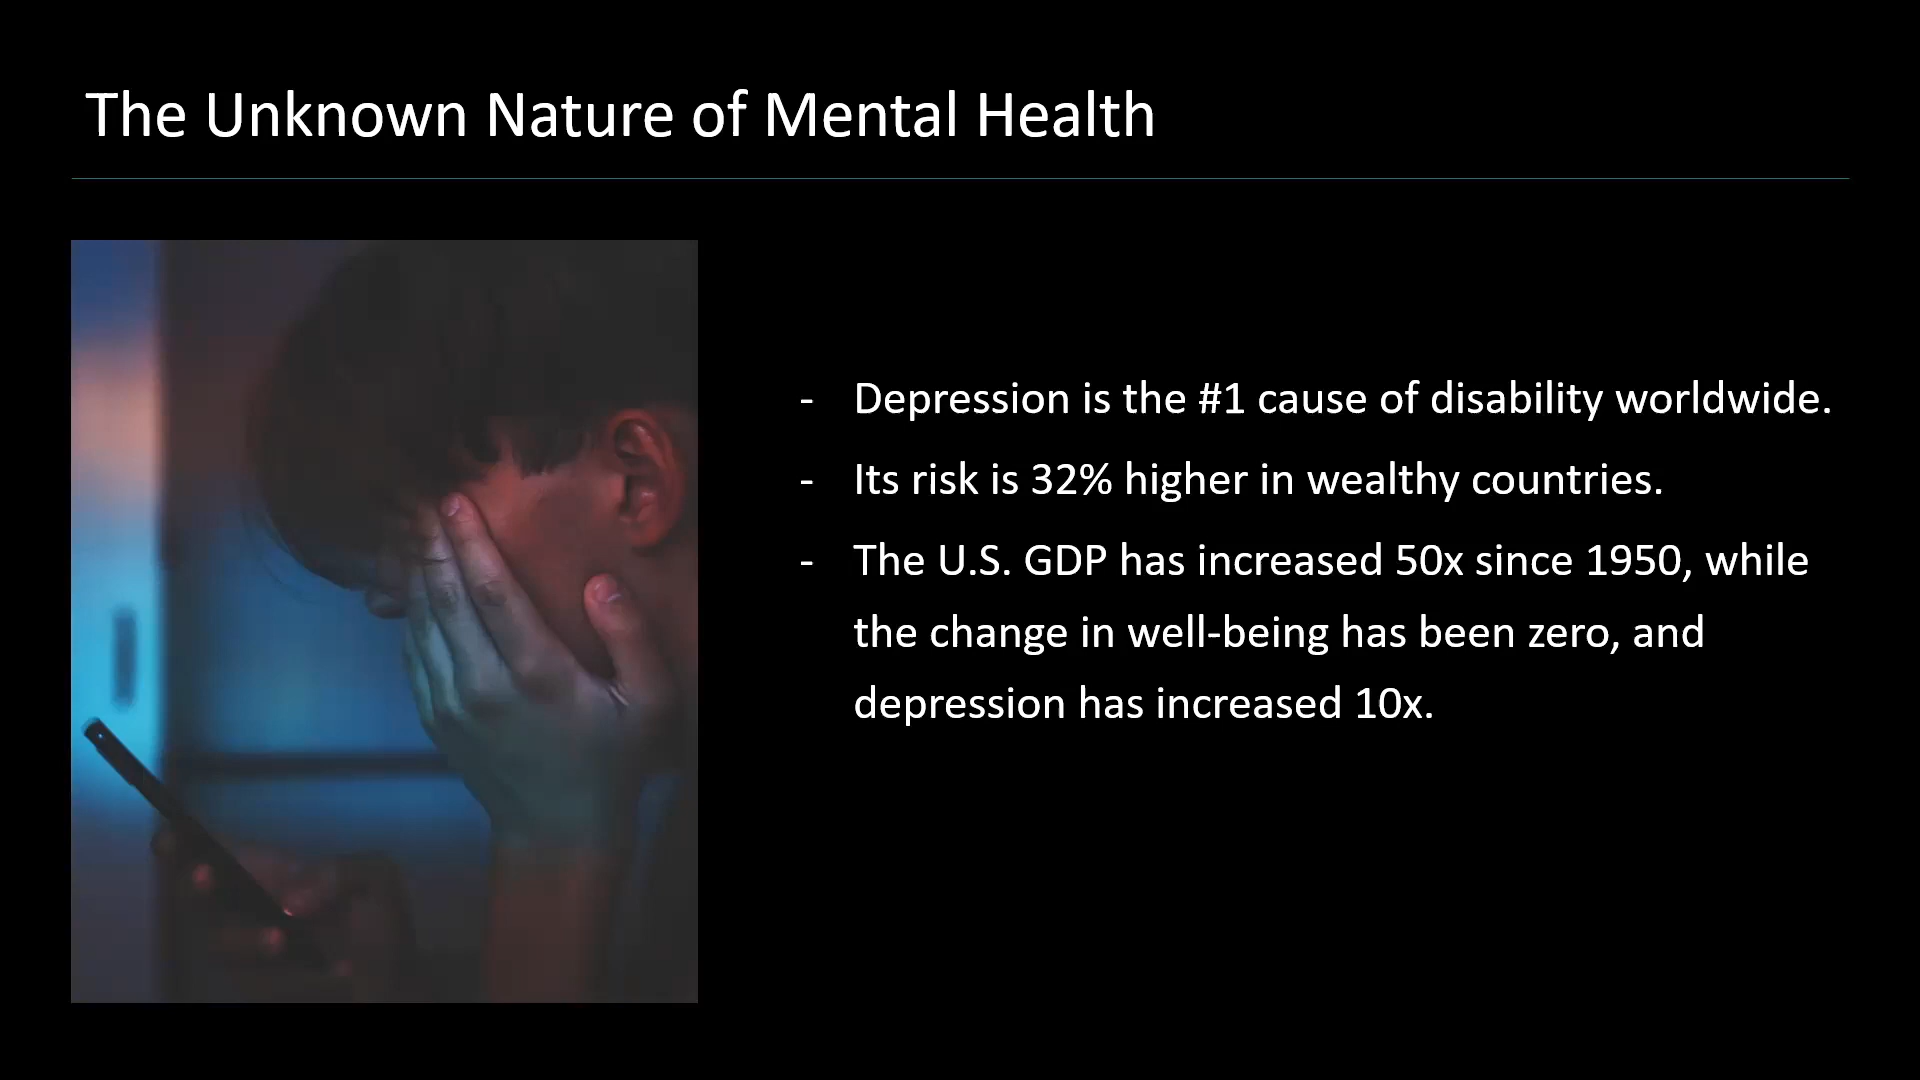 The Unknown Nature of Mental Health
- Depression is the #1 cause of disability worldwide.
- Its risk is 32% higher in wealthy countries.
- The U.S. GDP has increased 50x since 1950, while
the change in well-being has been zero, and
depression has increased 10x.